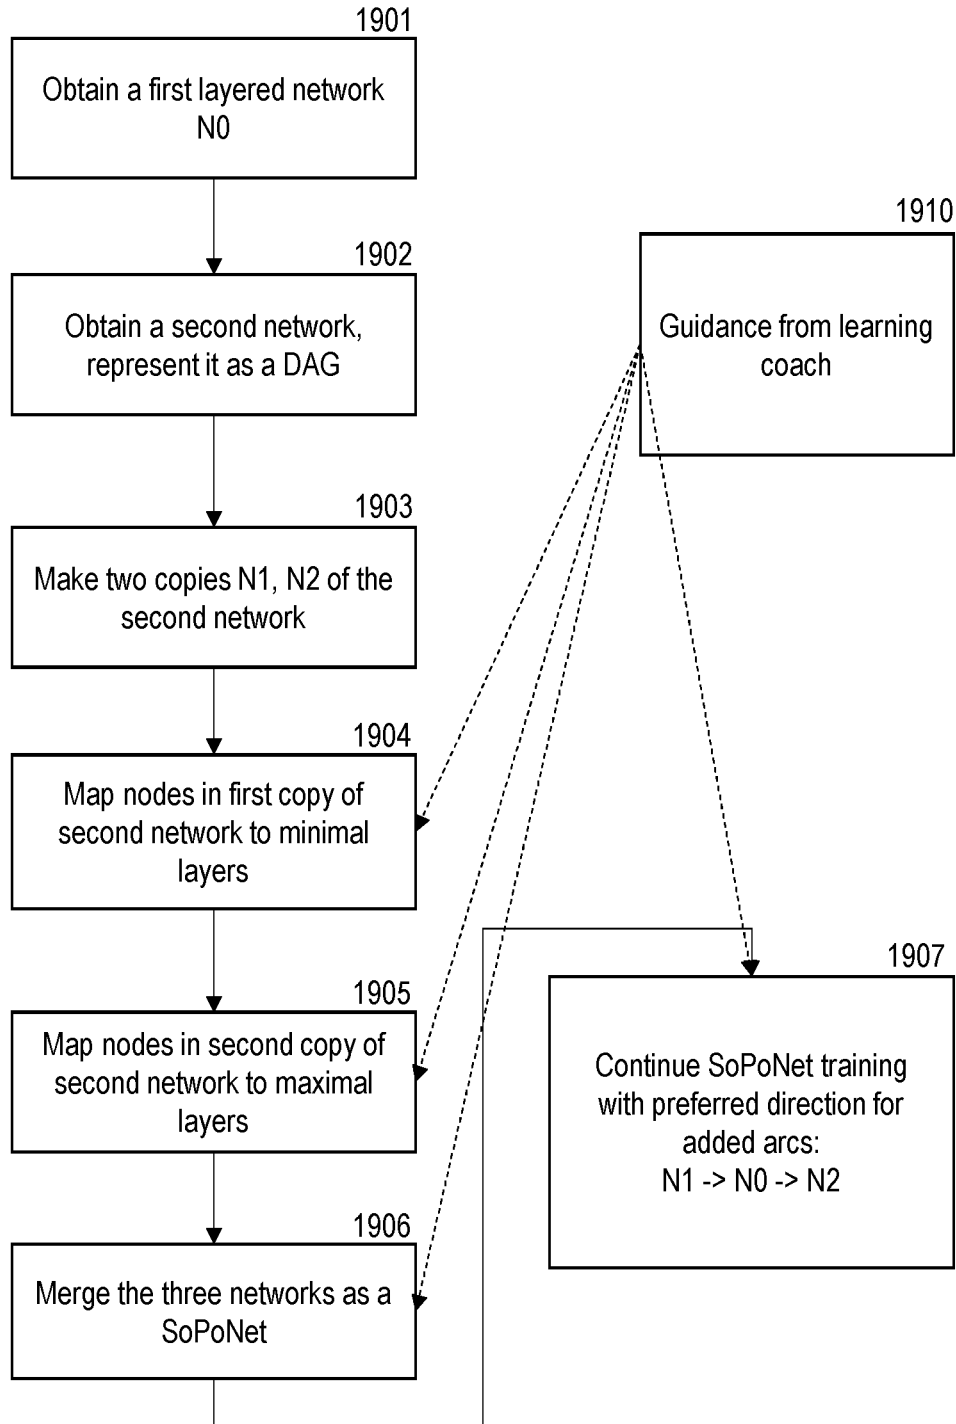 1901
Obtain a first layered network
N0
1902
Obtain a second network,
represent it as a DAG
1903
Make two copies N1, N2 of the
second network
1904
Map nodes in first copy of
second network to minimal
layers
1905
Map nodes in second copy of
second network to maximal
layers
1906
Merge the three networks as a
SoPoNet
1910
Guidance from learning
coach
1907
Continue SoPoNet training
with preferred direction for
added arcs:
N1 -> N0 -> N2